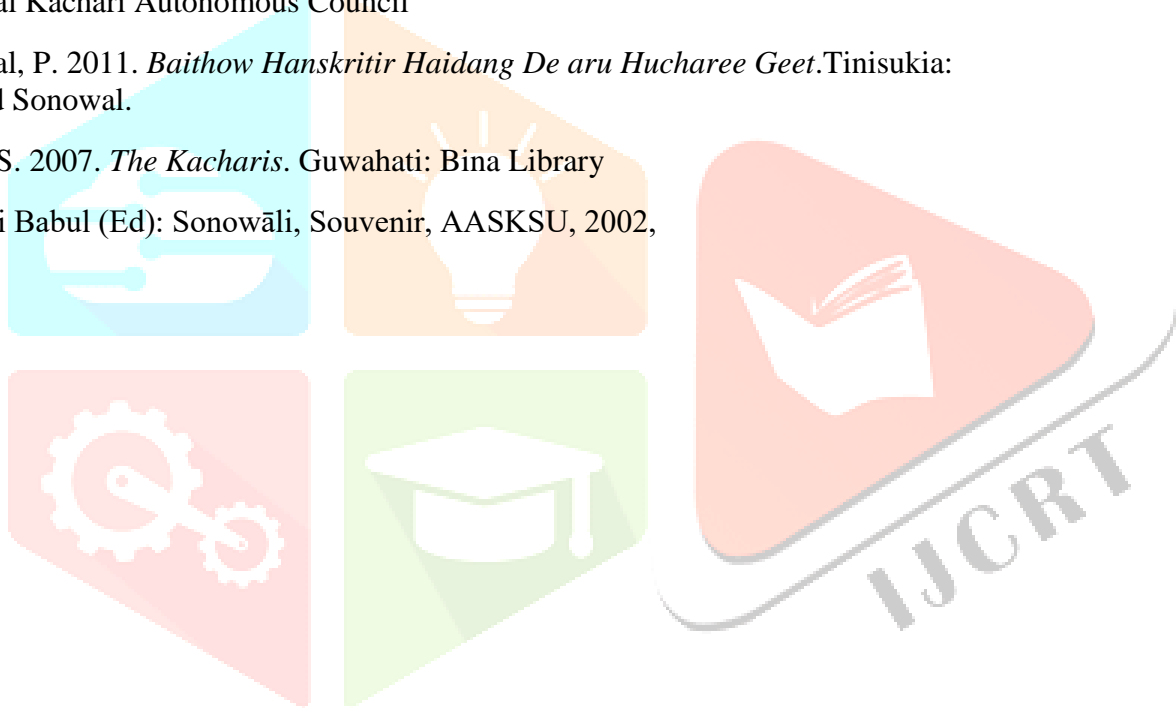 al Kachari Autonomous Council
al, P. 2011. Baithow Hanskritir Haidang De aru Hucharee Geet.Tinisukia:
l Sonowal.
S. 2007. The Kacharis. Guwahati: Bina Library
i Babul (Ed): Sonowāli, Souvenir, AASKSU, 2002,
IJCRT